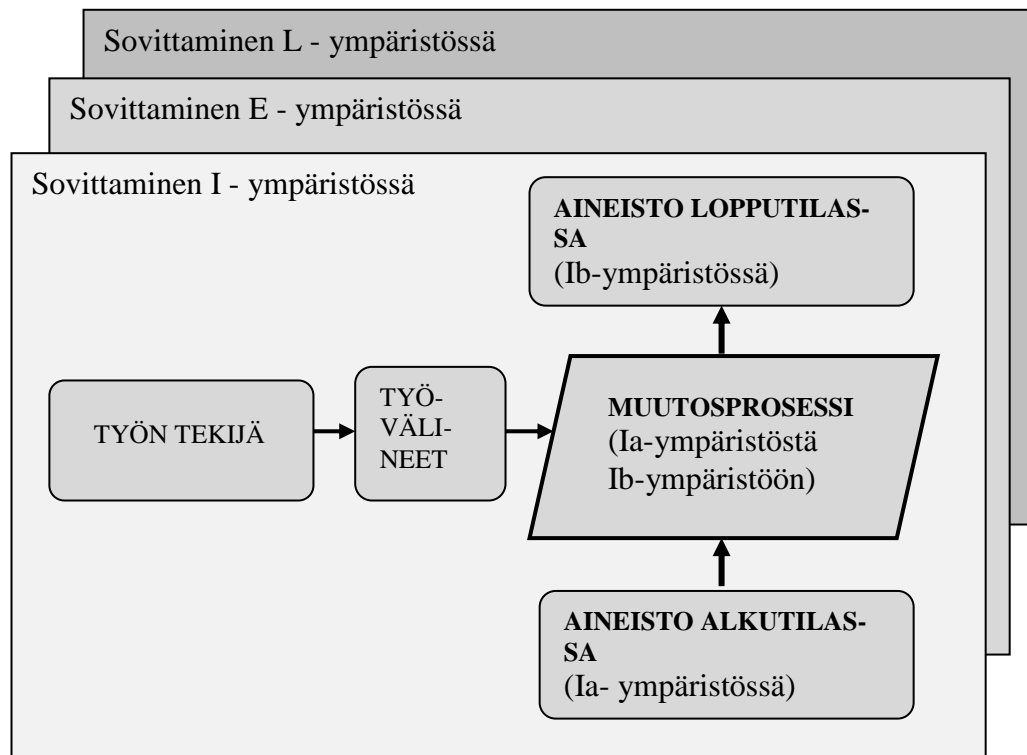 Sovittaminen L - ympäristössä
Sovittaminen E - ympäristössä
Sovittaminen I - ympäristössä
AINEISTO LOPPUTILAS-
SA
(Ib-ympäristössä)
TYÖN TEKIJÄ
TYÖ-
VÄLI-
NEET
MUUTOSPROSESSI
(Ia-ympäristöstä
Ib-ympäristöön)
AINEISTO ALKUTILAS-
SA
(Ia- ympäristössä)